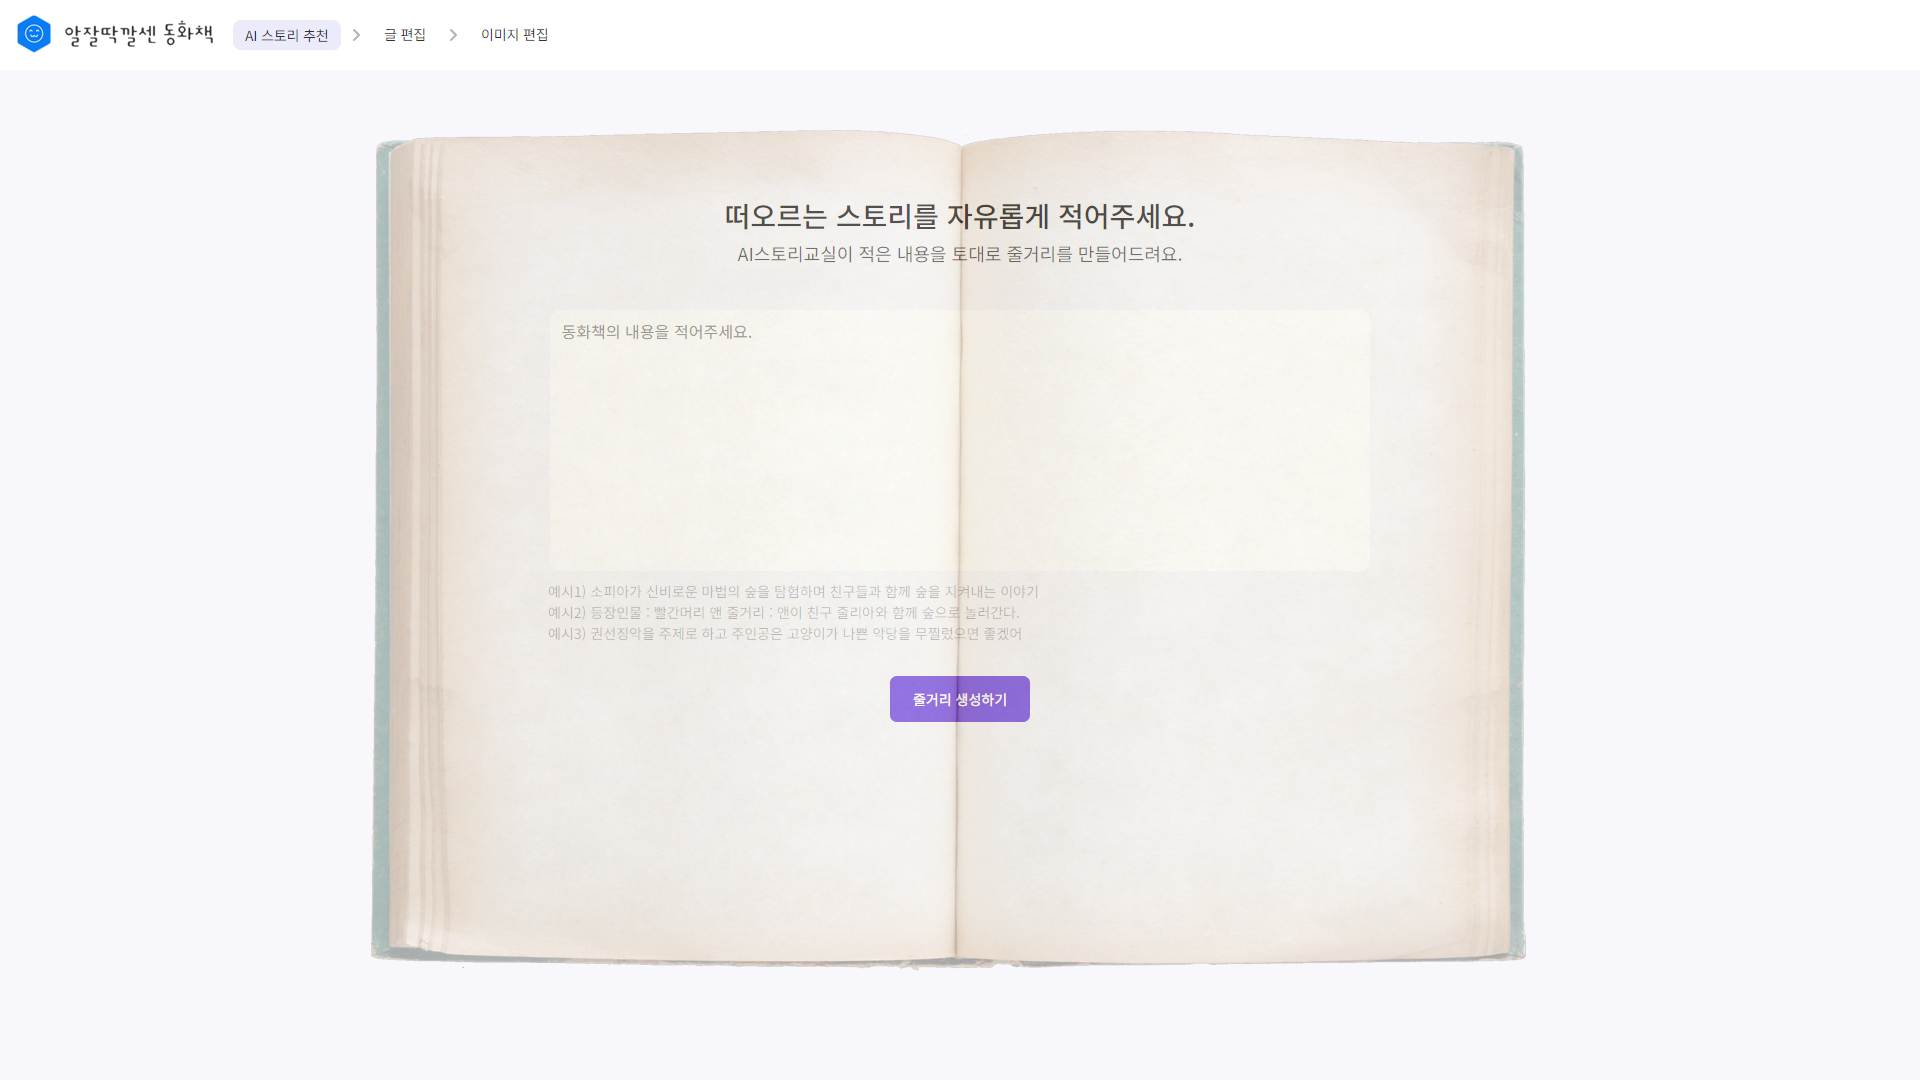 알잘딱깔센 동화책
AI 스토리 추천
글 편집
이미지 편집
떠오르는 스토리를 자유롭게 적어주세요.
AI스토리교실이 적은 내용을 토대로 줄거리를 만들어드려요.
동화책의 내용을 적어주세요.
예시1) 소피아가 신비로운 마법의 숲을 탐험하며 친구들과 함께 숲을 지켜내는 이야기
예시2) 등장인물 : 빨간머리 앤 줄거리 : 앤이 친구 줄리아와 함께 숲으로 놀러간다.
예시3) 권선징악을 주제로 하고 주인공은 고양이가 나쁜 악당을 무찔렀으면 좋겠어
줄거리 생성하기